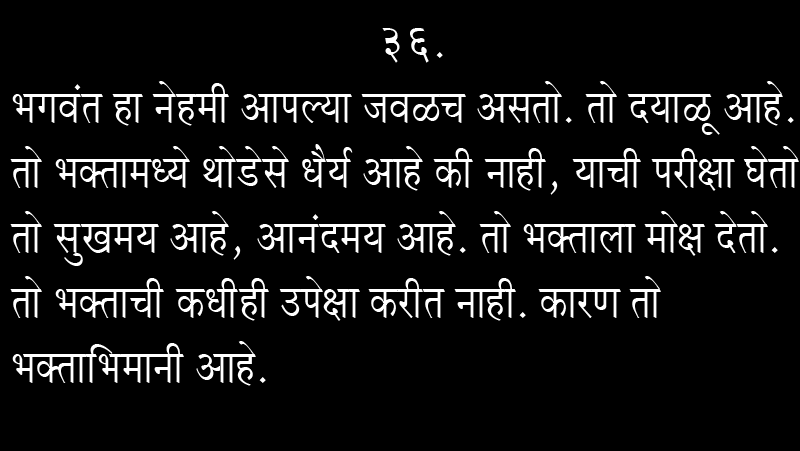 ३६.
भगवंत हा नेहमी आपल्या जवळच असतो. तो दयाळू आहे.
तो भक्तामध्ये थोडेसे धैर्य आहे की नाही, याची परीक्षा घेतो
तो सुखमय आहे, आनंदमय आहे. तो भक्ताला मोक्ष देतो.
तो भक्ताची कधीही उपेक्षा करीत नाही. कारण तो
भक्ताभिमानी आहे.